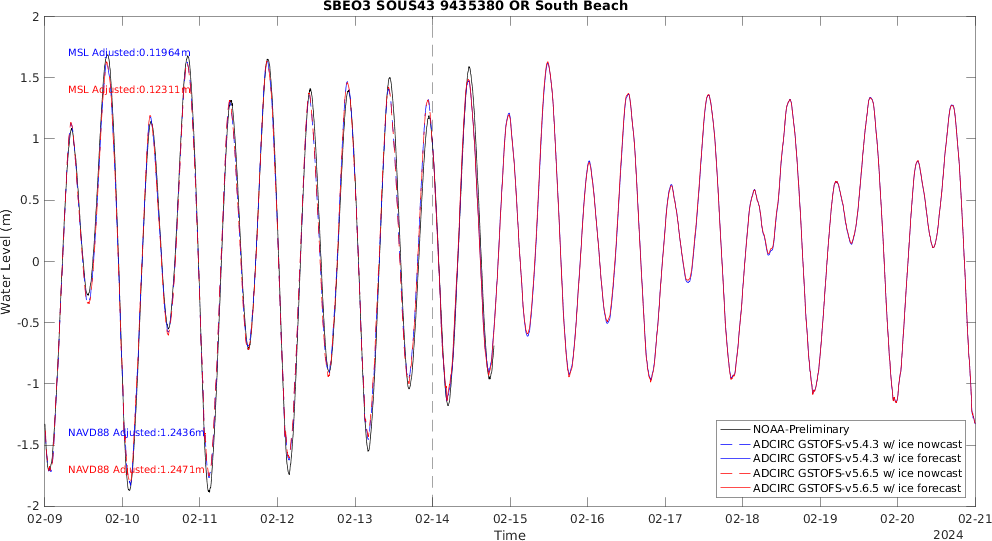 SBEO3 SOUS43 9435380 OR South Beach
2
1.5
1
0.5
0
-0.5
-1
-1.5
-2
Water Level (m)
MSL Adjusted:0.11964m
MSL Adjusted:0.12311m
NAVD88 Adjusted:1.2436m
NAVD88 Adjusted:1.2471m
NOAA-Preliminary
ADCIRC GSTOFS-v5.4.3 w/ ice nowcast
ADCIRC GSTOFS-v5.4.3 w/ ice forecast
ADCIRC GSTOFS-v5.6.5 w/ ice nowcast
ADCIRC GSTOFS-v5.6.5 w/ ice forecast
02-09 02-10 02-11 02-12 02-13 02-14 02-15 02-16 02-17 02-18 02-19 02-20 02-21
Time
2024